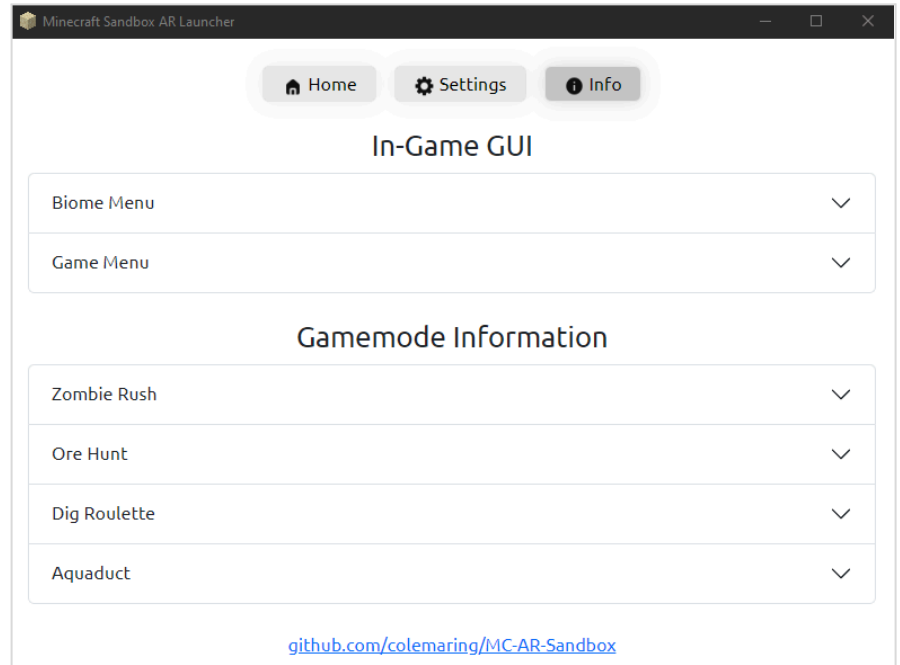 Minecraft Sandbox AR Launcher
Home Settings Info
In-Game GUI
Biome Menu
Game Menu
Gamemode Information
Zombie Rush
Ore Hunt
Dig Roulette
Aquaduct
github.com/colemaring/MC-AR-Sandbox